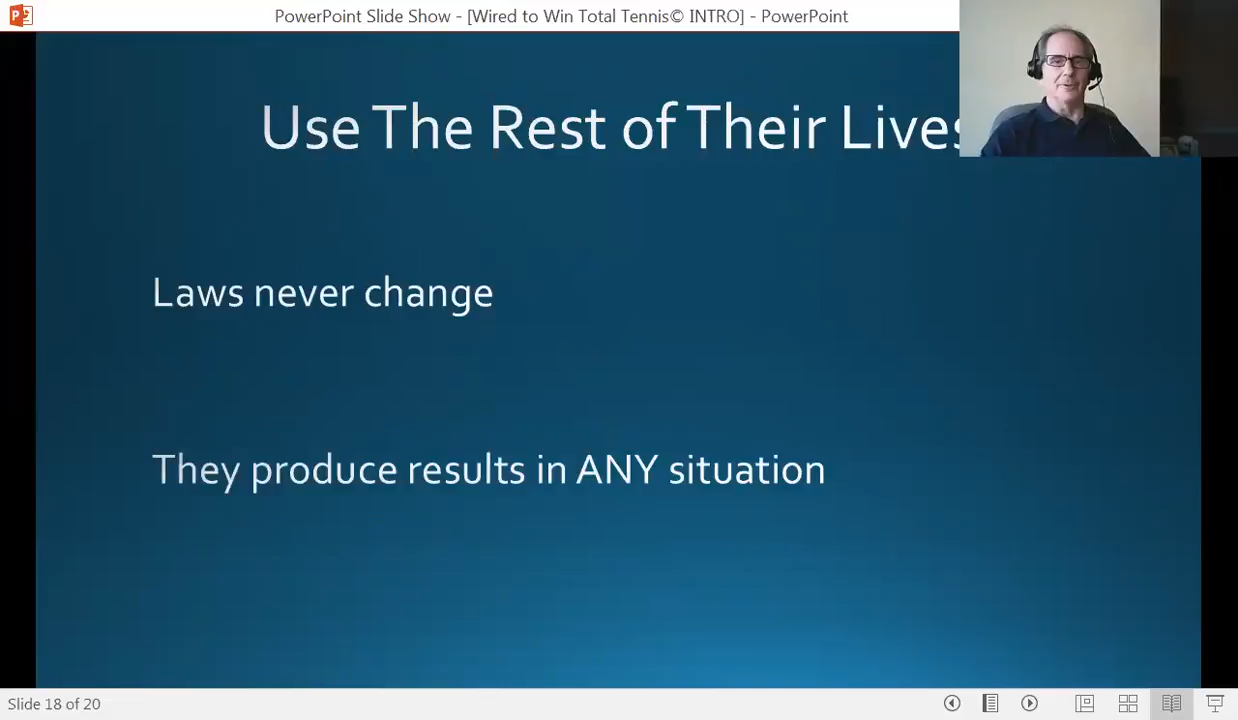 PowerPoint Slide Show - [Wired to Win Total Tennis© INTRO] - PowerPoint
Use The Rest of Their Lives
Laws never change
They produce results in ANY situation
Slide 18 of 20